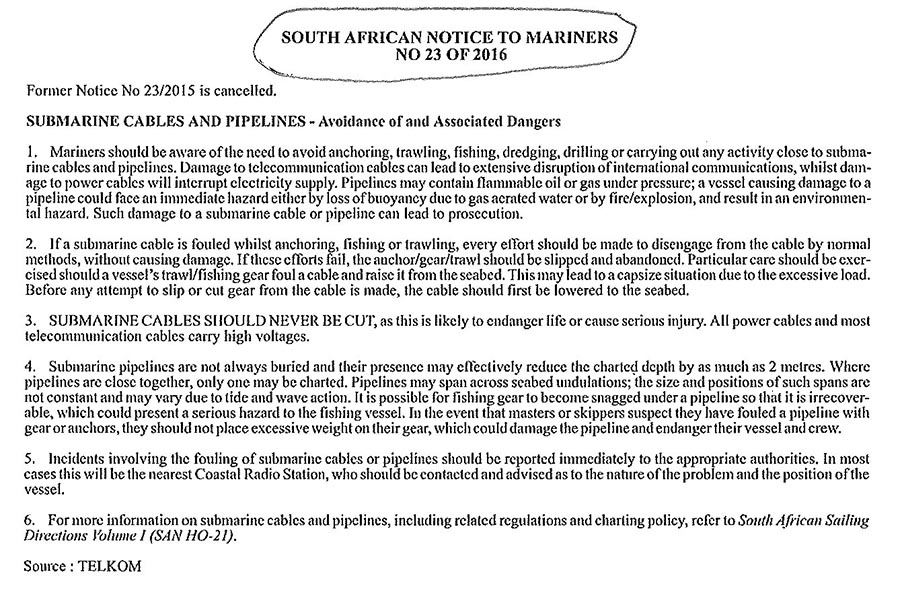 SOUTH AFRICAN NOTICE TO MARINERS
NO 23 OF 2016
Former Notice No 23/2015 is cancelled.
SUBMARINE CABLES AND PIPELINES - Avoidance of and Associated Dangers
1. Mariners should be aware of the need to avoid anchoring, trawling, fishing, dredging, drilling or carrying out any activity close to subma-
rine cables and pipelines. Damage to telecommunication cables can lead to extensive disruption of international communications, whilst dam-
age to power cables will interrupt electricity supply. Pipelines may contain flammable oil or gas under pressure; a vessel causing damage to a
pipeline could face an immediate hazard either by loss of buoyancy due to gas aerated water or by fire/explosion, and result in an environmen-
tal hazard. Such damage to a submarine cable or pipeline can lead to prosecution.
2. If a submarine cable is fouled whilst anchoring, fishing or trawling, every effort should be made to disengage from the cable by normal
methods, without causing damage. If these efforts fail, the anchor/gear/trawl should be slipped and abandoned. Particular care should be exer-
cised should a vessel's trawl/fishing gear foul a cable and raise it from the seabed. This may lead to a capsize situation due to the excessive load.
Before any attempt to slip or cut gear from the cable is made, the cable should first be lowered to the seabed.
3. SUBMARINE CABLES SHOULD NEVER BE CUT, as this is likely to endanger life or cause serious injury. All power cables and most
telecommunication cables carry high voltages.
4. Submarine pipelines are not always buried and their presence may effectively reduce the charted depth by as much as 2 metres. Where
pipelines are close together, only one may be charted. Pipelines may span across seabed undulations; the size and positions of such spans are
not constant and may vary due to tide and wave action. It is possible for fishing gear to become snagged under a pipeline so that it is irrecover-
able, which could present a serious hazard to the fishing vessel. In the event that masters or skippers suspect they have fouled a pipeline with
gear or anchors, they should not place excessive weight on their gear, which could damage the pipeline and endanger their vessel and crew.
5. Incidents involving the fouling of submarine cables or pipelines should be reported immediately to the appropriate authorities. In most
cases this will be the nearest Coastal Radio Station, who should be contacted and advised as to the nature of the problem and the position of the
vessel.
6. For more information on submarine cables and pipelines, including related regulations and charting policy, refer to South African Sailing
Directions Volume I (SAN HO-21).
Source : TELKOM